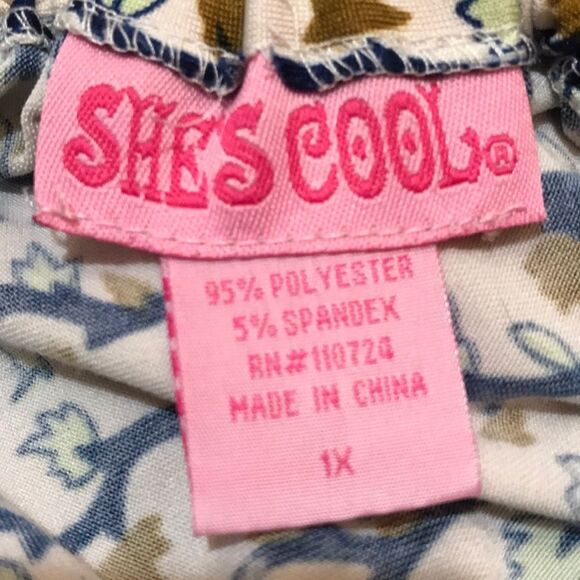 SHE'S COOL®
95% POLYESTER
5% SPANDEX
RN#110724
MADE IN CHINA
1X